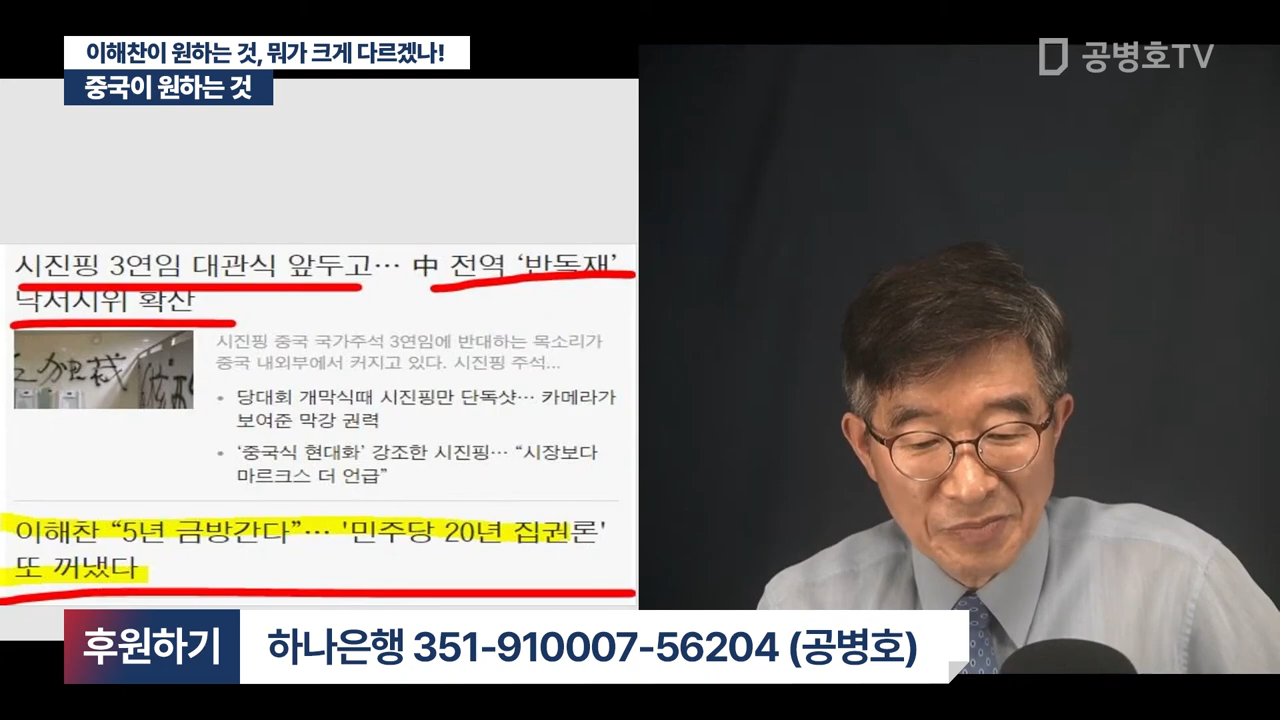 이해찬이 원하는 것, 뭐가 크게 다르겠나!
중국이 원하는 것
공병호TV
시진핑 3연임 대관식 앞두고… 中 전역 ‘반독재’
낙서시위 확산
시진핑 중국 국가주석 3연임에 반대하는 목소리가
중국 내외부에서 커지고 있다. 시진핑 주석...
• 당대회 개막식때 시진핑만 단독샷… 카메라가
보여준 막강 권력
• ‘중국식 현대화’ 강조한 시진핑… “시장보다
마르크스 더 언급”
이해찬 “5년 금방간다”… '민주당 20년 집권론'
또 꺼냈다
후원하기
하나은행 351-910007-56204 (공병호)